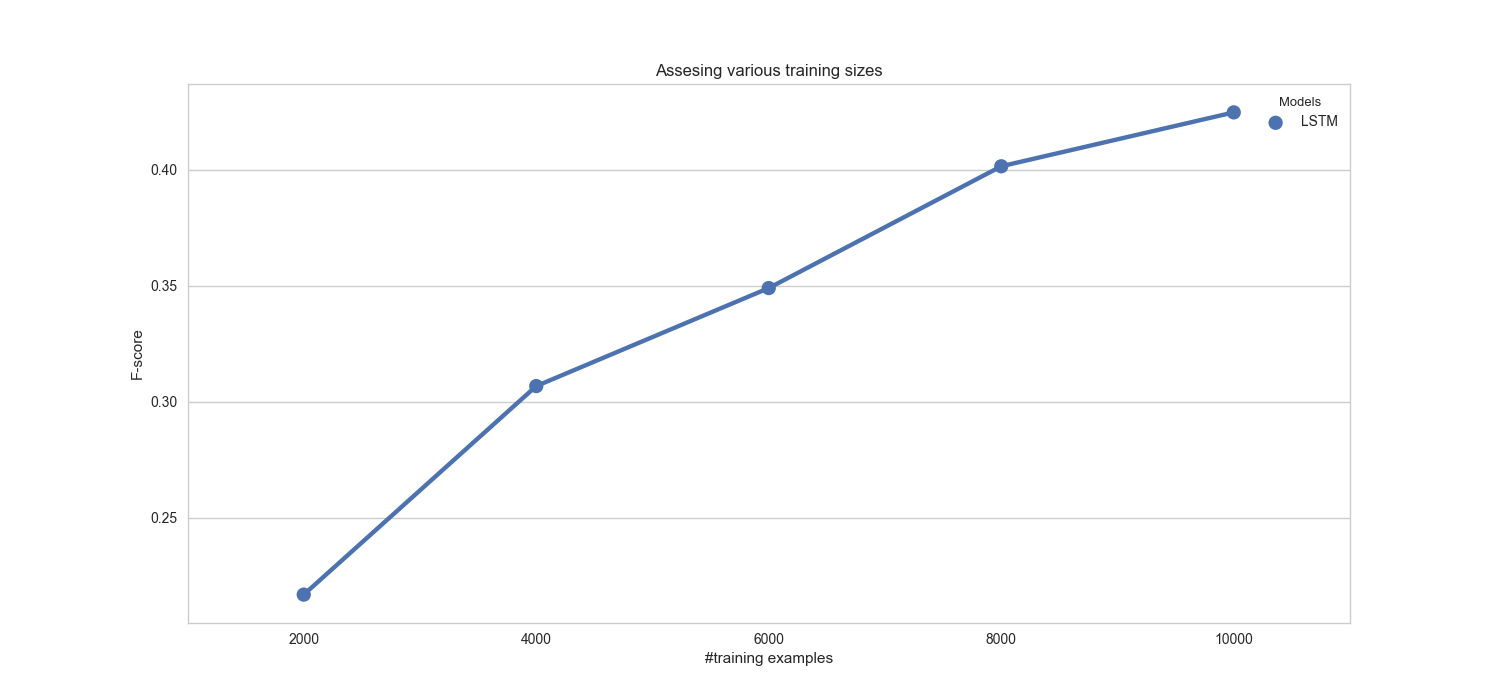 Assesing various training sizes
Models
LSTM
0.40
0.35
0.30
0.25
F-score
2000
4000
6000
8000
10000
#training examples